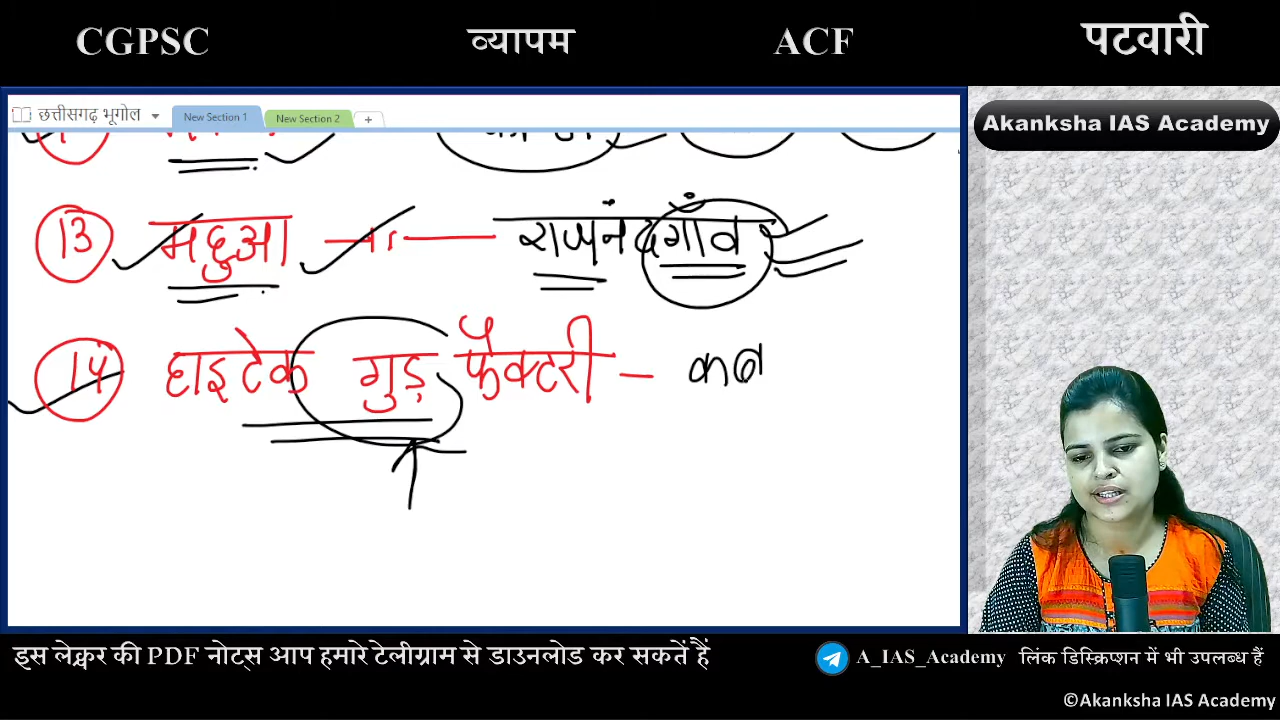 CGPSC व्यापम ACF पटवारी
छत्तीसगढ़ भूगोल New Section 1 New Section 2 +
Akanksha IAS Academy
13 महुआ — राजनंदगाँव
14 हाइटेक गुड़ फैक्टरी – कब
इस लेक्चर की PDF नोट्स आप हमारे टेलीग्राम से डाउनलोड कर सकतें हैं A_IAS_Academy लिंक डिस्क्रिप्शन में भी उपलब्ध हैं
©Akanksha IAS Academy